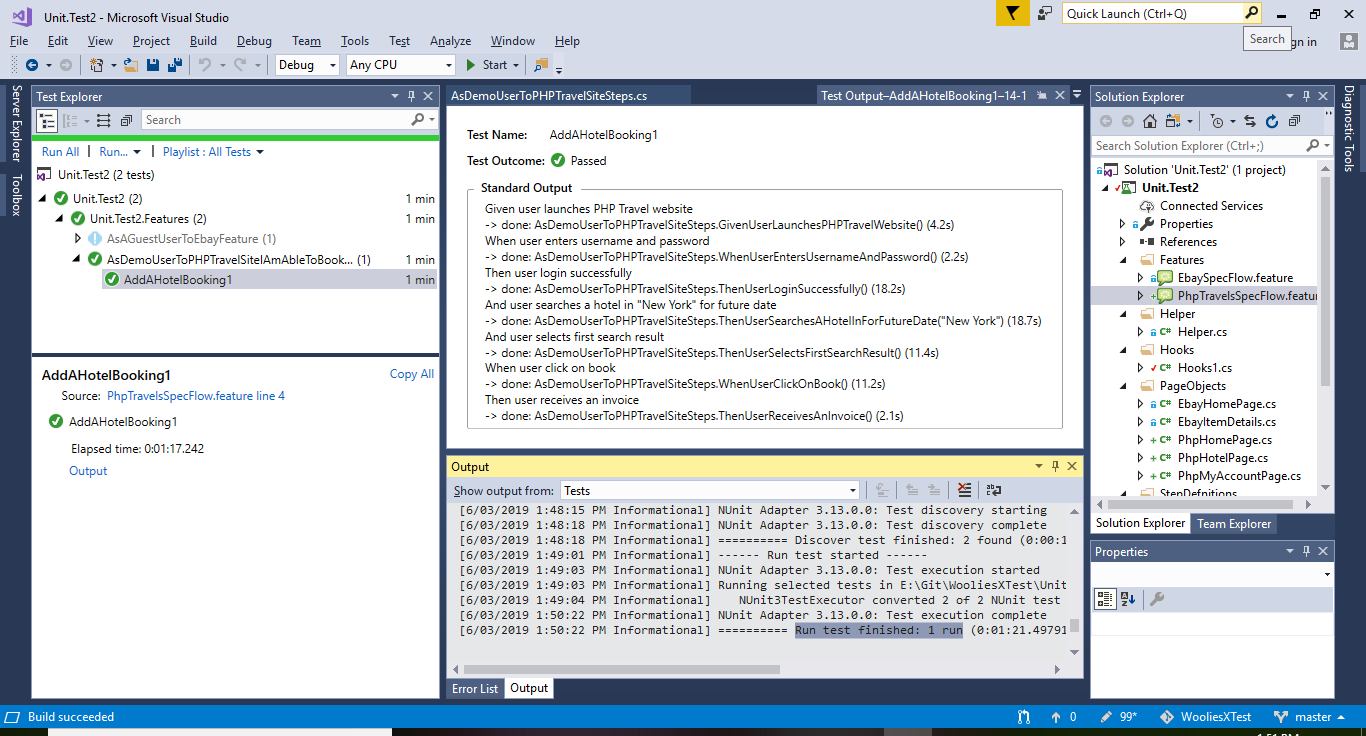 Unit.Test2 - Microsoft Visual Studio
Quick Launch (Ctrl+Q)
File Edit View Project Build Debug Team Tools Test Analyze Window Help
Search
gn in
Debug Any CPU Start
Server Explorer
Toolbox
Test Explorer
Search
Run All | Run... | Playlist : All Tests
Unit.Test2 (2 tests)
Unit.Test2 (2) 1 min
Unit.Test2.Features (2) 1 min
AsAGuestUserToEbayFeature (1)
AsDemoUserToPHPTravelSiteIAmAbleToBook... (1) 1 min
AddAHotelBooking1 1 min
AddAHotelBooking1 Copy All
Source: PhpTravelsSpecFlow.feature line 4
AddAHotelBooking1
Elapsed time: 0:01:17.242
Output
AsDemoUserToPHPTravelSiteSteps.cs
Test Output–AddAHotelBooking1–14-1
Test Name: AddAHotelBooking1
Test Outcome: Passed
Standard Output
Given user launches PHP Travel website
-> done: AsDemoUserToPHPTravelSiteSteps.GivenUserLaunchesPHPTravelWebsite() (4.2s)
When user enters username and password
-> done: AsDemoUserToPHPTravelSiteSteps.WhenUserEntersUsernameAndPassword() (2.2s)
Then user login successfully
-> done: AsDemoUserToPHPTravelSiteSteps.ThenUserLoginSuccessfully() (18.2s)
And user searches a hotel in "New York" for future date
-> done: AsDemoUserToPHPTravelSiteSteps.ThenUserSearchesAHotelInForFutureDate("New York") (18.7s)
And user selects first search result
-> done: AsDemoUserToPHPTravelSiteSteps.ThenUserSelectsFirstSearchResult() (11.4s)
When user click on book
-> done: AsDemoUserToPHPTravelSiteSteps.WhenUserClickOnBook() (11.2s)
Then user receives an invoice
-> done: AsDemoUserToPHPTravelSiteSteps.ThenUserReceivesAnInvoice() (2.1s)
Output
Show output from: Tests
[6/03/2019 1:48:15 PM Informational] NUnit Adapter 3.13.0.0: Test discovery starting
[6/03/2019 1:48:18 PM Informational] NUnit Adapter 3.13.0.0: Test discovery complete
[6/03/2019 1:48:18 PM Informational] ========== Discover test finished: 2 found (0:00:1
[6/03/2019 1:49:01 PM Informational] ------ Run test started ------
[6/03/2019 1:49:03 PM Informational] NUnit Adapter 3.13.0.0: Test execution started
[6/03/2019 1:49:03 PM Informational] Running selected tests in E:\Git\WooliesXTest\Unit
[6/03/2019 1:49:04 PM Informational] NUnit3TestExecutor converted 2 of 2 NUnit test
[6/03/2019 1:50:22 PM Informational] NUnit Adapter 3.13.0.0: Test execution complete
[6/03/2019 1:50:22 PM Informational] ========== Run test finished: 1 run (0:01:21.49791
Error List Output
Solution Explorer
Search Solution Explorer (Ctrl+;)
Solution 'Unit.Test2' (1 project)
Unit.Test2
Connected Services
Properties
References
Features
EbaySpecFlow.feature
PhpTravelsSpecFlow.featur
Helper
Helper.cs
Hooks
Hooks1.cs
PageObjects
EbayHomePage.cs
EbayItemDetails.cs
PhpHomePage.cs
PhpHotelPage.cs
PhpMyAccountPage.cs
StepDefnitions
Solution Explorer Team Explorer
Properties
Diagnostic Tools
Build succeeded
0 99* WooliesXTest master